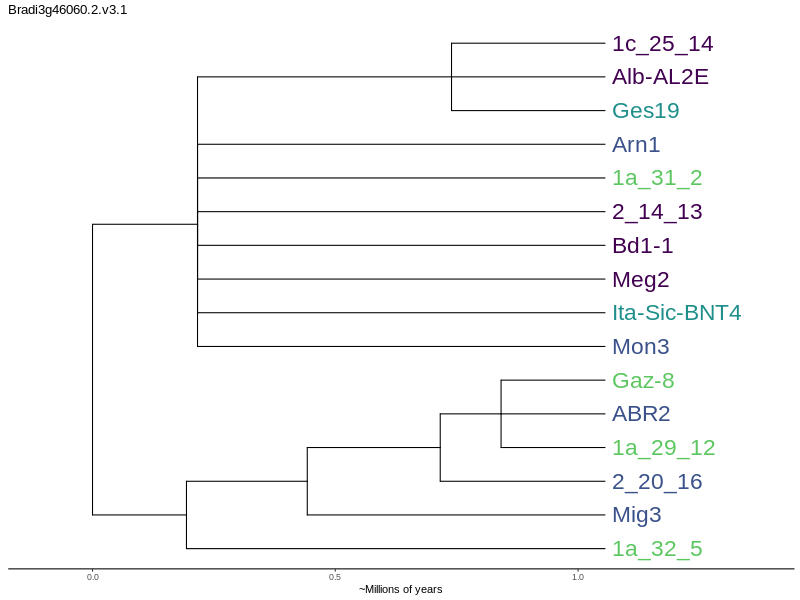 Bradi3g46060.2.v3.1
1c_25_14
Alb-AL2E
Ges19
Arn1
1a_31_2
2_14_13
Bd1-1
Meg2
Ita-Sic-BNT4
Mon3
Gaz-8
ABR2
1a_29_12
2_20_16
Mig3
1a_32_5
0.0 0.5 1.0
~Millions of years